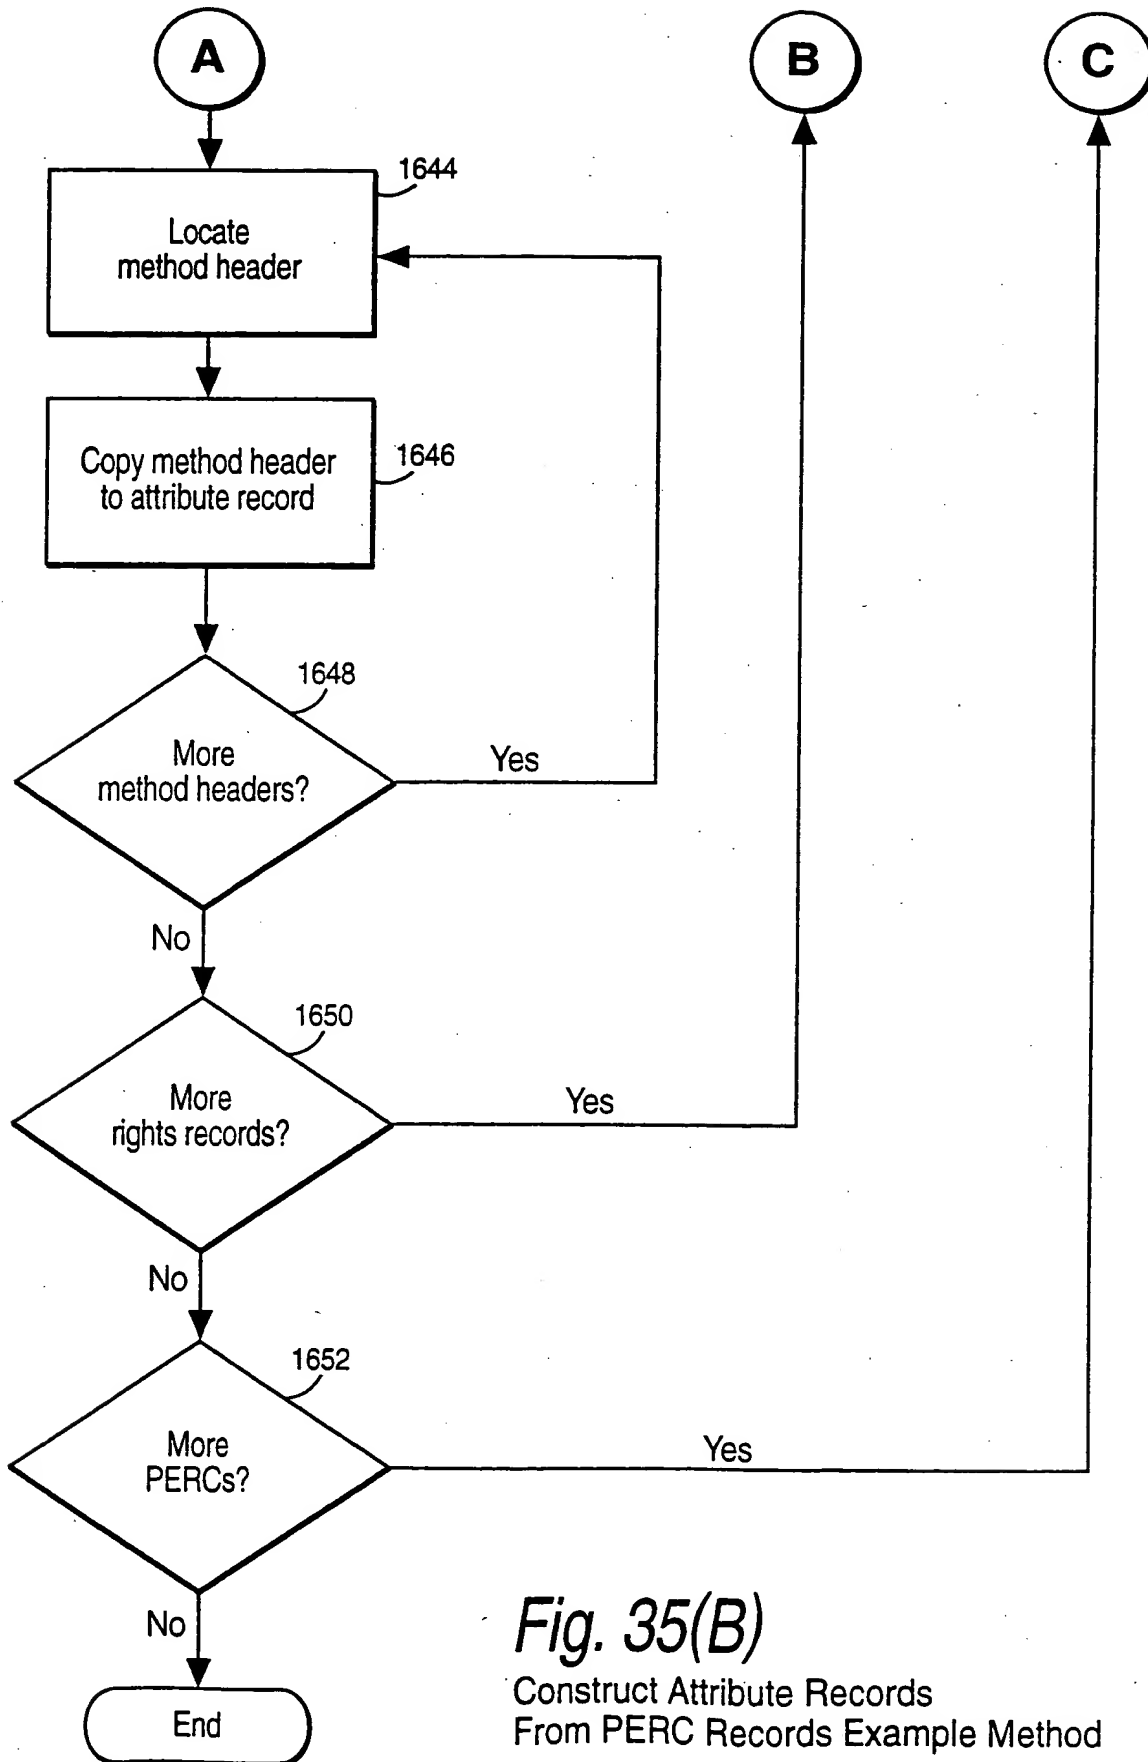 A
B
C
1644
Locate
method header
1646
Copy method header
to attribute record
1648
More
method headers?
Yes
No
1650
More
rights records?
Yes
No
1652
More
PERCs?
Yes
No
End
Fig. 35(B)
Construct Attribute Records
From PERC Records Example Method